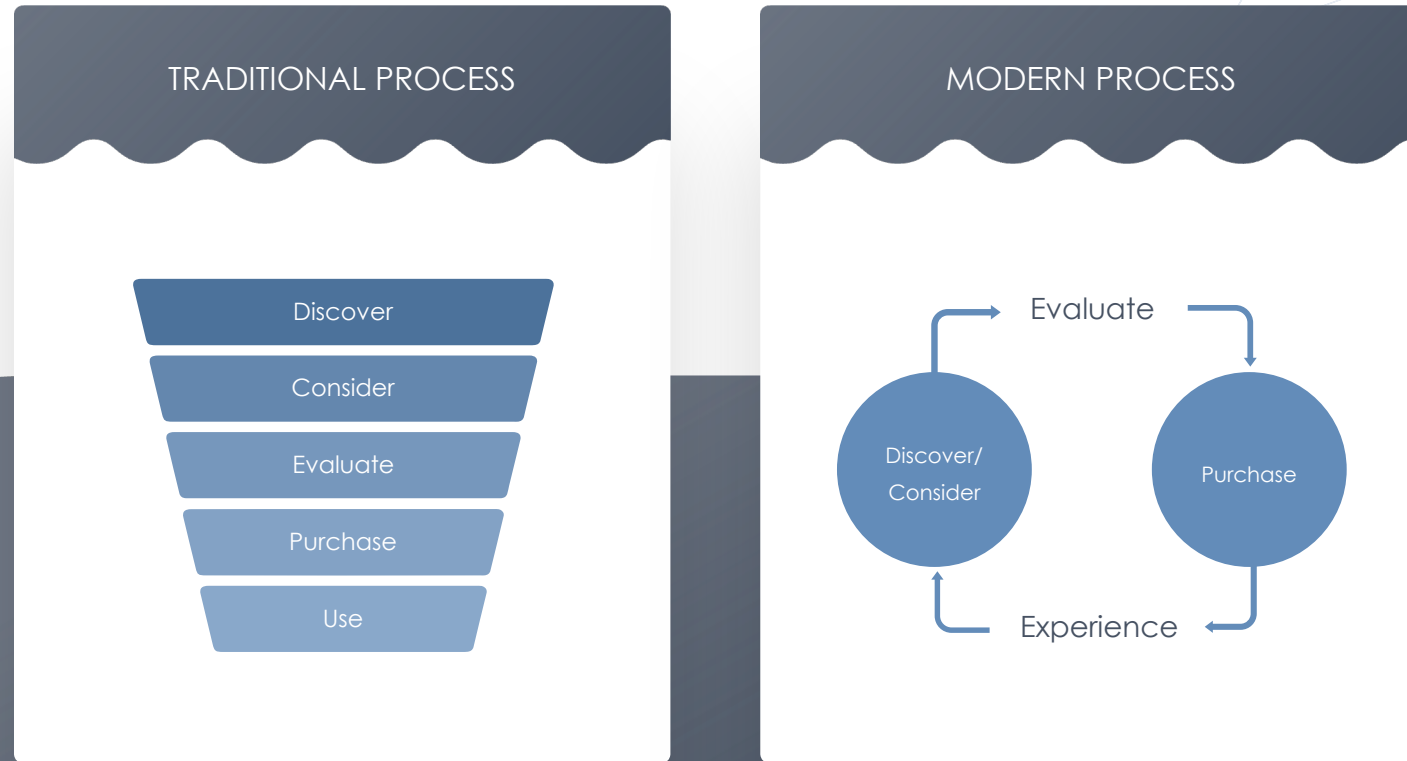 TRADITIONAL PROCESS
Discover
Consider
Evaluate
Purchase
Use
MODERN PROCESS
Evaluate
Discover/
Consider
Purchase
Experience